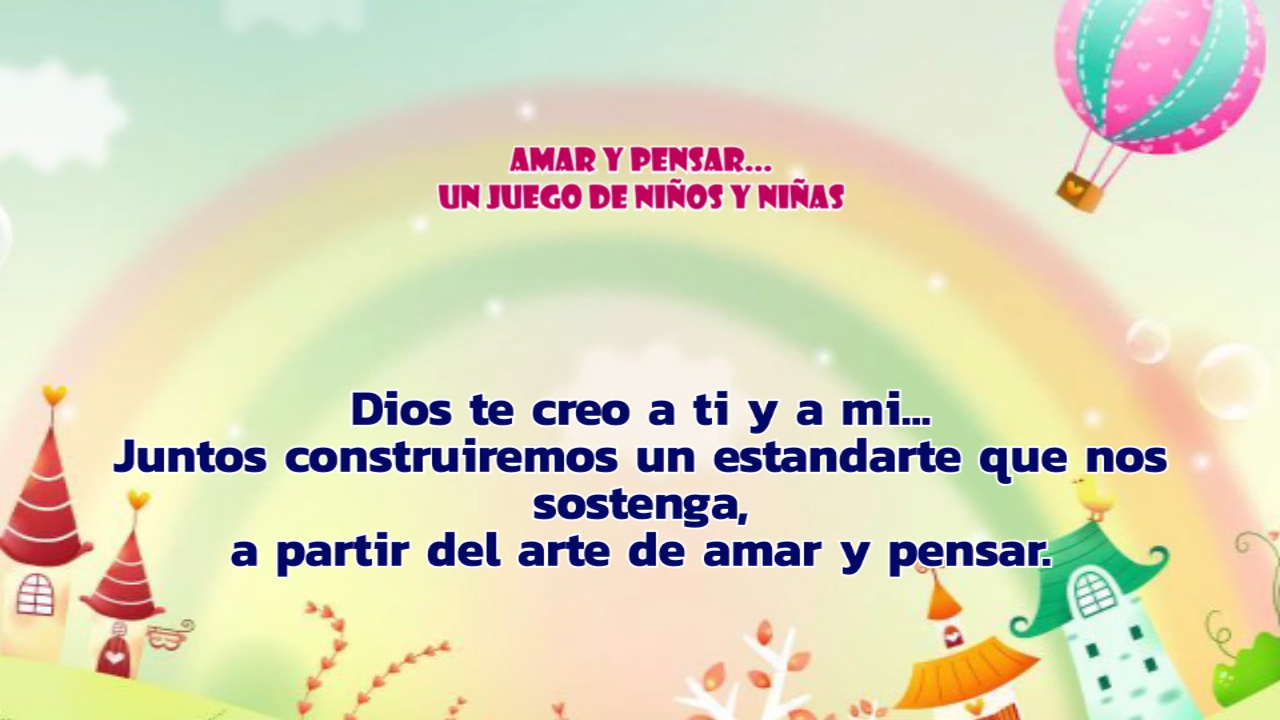 AMAR Y PENSAR...
UN JUEGO DE NIÑOS Y NIÑAS
Dios te creo a ti y a mi...
Juntos construiremos un estandarte que nos
sostenga,
a partir del arte de amar y pensar.